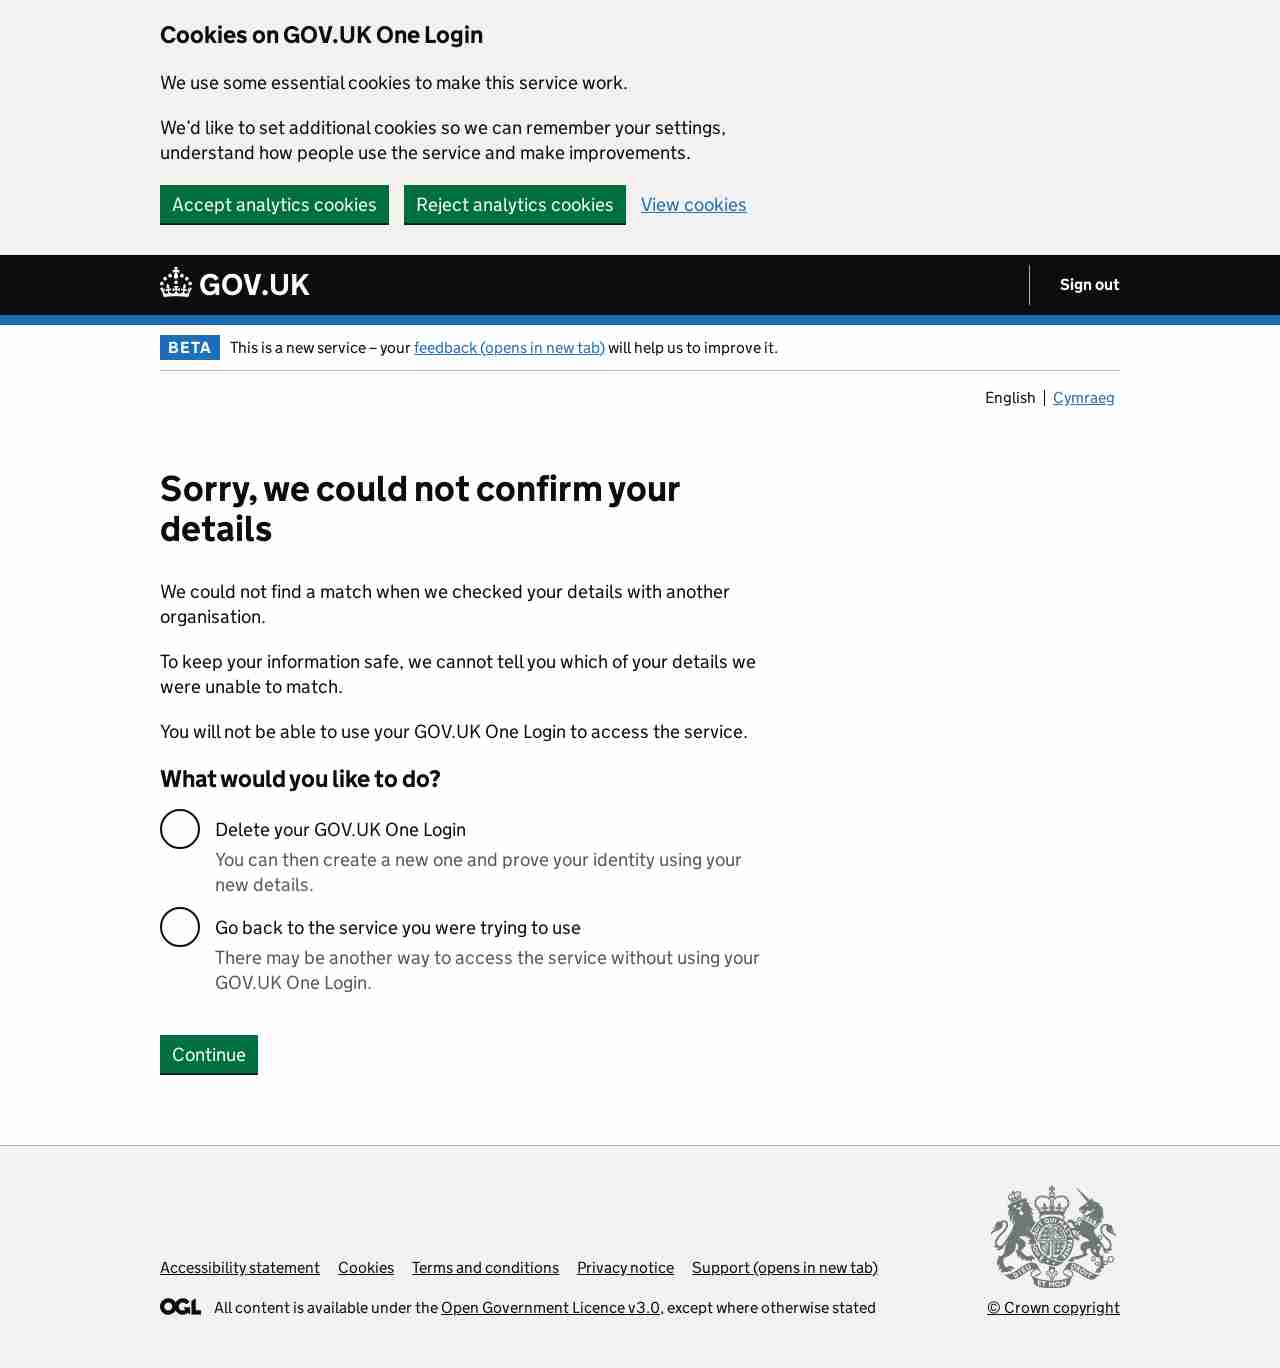 Cookies on GOV.UK One Login
We use some essential cookies to make this service work.
We’d like to set additional cookies so we can remember your settings,
understand how people use the service and make improvements.
Accept analytics cookies Reject analytics cookies View cookies
GOV.UK Sign out
BETA This is a new service – your feedback (opens in new tab) will help us to improve it.
English Cymraeg
Sorry, we could not confirm your
details
We could not find a match when we checked your details with another
organisation.
To keep your information safe, we cannot tell you which of your details we
were unable to match.
You will not be able to use your GOV.UK One Login to access the service.
What would you like to do?
Delete your GOV.UK One Login
You can then create a new one and prove your identity using your
new details.
Go back to the service you were trying to use
There may be another way to access the service without using your
GOV.UK One Login.
Continue
Accessibility statement Cookies Terms and conditions Privacy notice Support (opens in new tab)
OGL All content is available under the Open Government Licence v3.0, except where otherwise stated
© Crown copyright